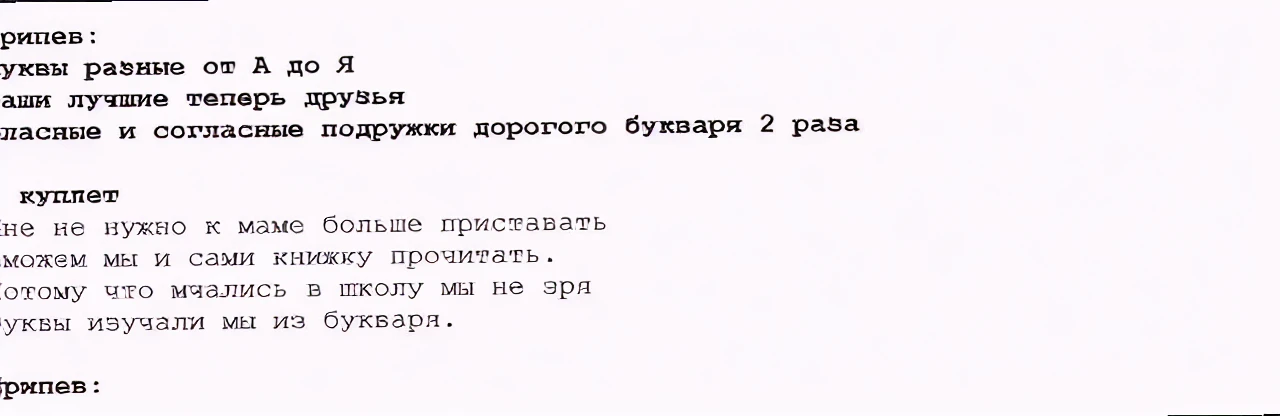 рипев:
уквы разные от А до Я
аши лучшие теперь друзья
ласные и согласные подружки дорогого букваря 2 раза
куплет
не не нужно к маме больше приставать
можем мы и сами книжку прочитать.
отому что мчались в школу мы не зря
уквы изучали мы из букваря.
рипев: